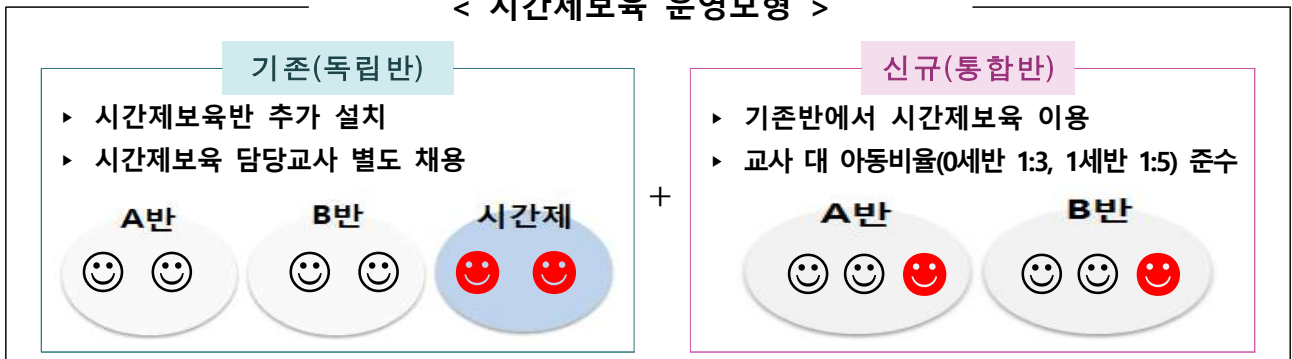 < 시간제보육 운영모형 >
기존(독립반)
▸ 시간제보육반 추가 설치
▸ 시간제보육 담당교사 별도 채용
A반 B반 시간제
+
신규(통합반)
▸ 기존반에서 시간제보육 이용
▸ 교사 대 아동비율(0세반 1:3, 1세반 1:5) 준수
A반 B반